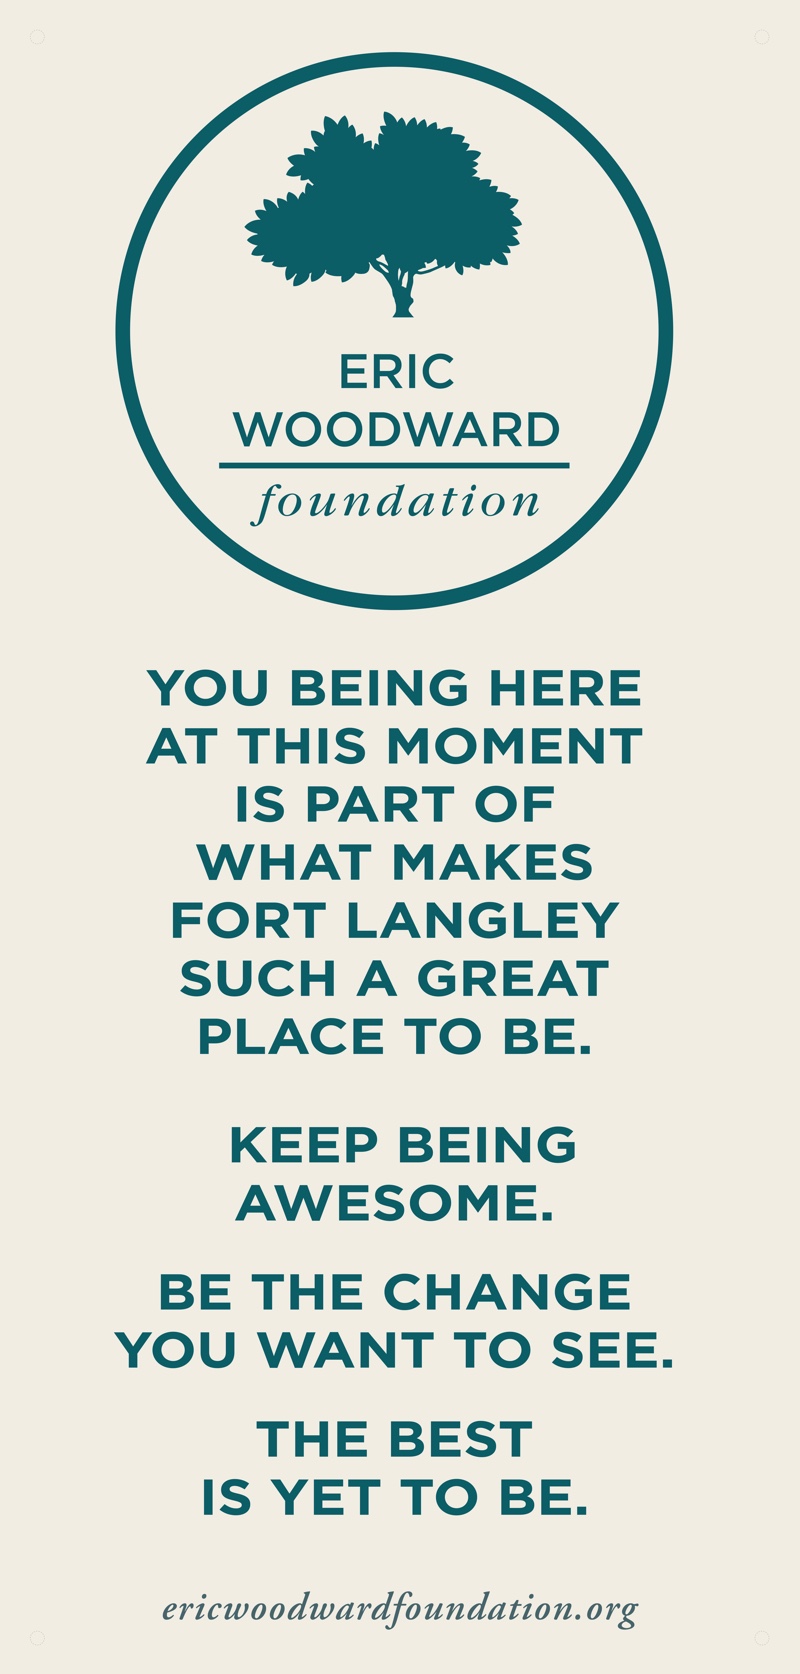 ERIC
WOODWARD
foundation
YOU BEING HERE
AT THIS MOMENT
IS PART OF
WHAT MAKES
FORT LANGLEY
SUCH A GREAT
PLACE TO BE.
KEEP BEING
AWESOME.
BE THE CHANGE
YOU WANT TO SEE.
THE BEST
IS YET TO BE.
ericwoodwardfoundation.org